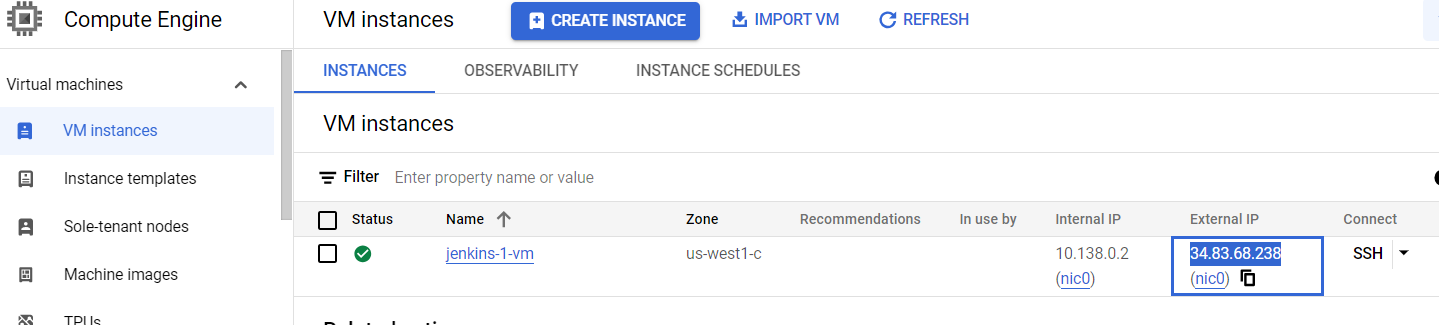 Compute Engine
VM instances
CREATE INSTANCE
IMPORT VM
REFRESH
Virtual machines
INSTANCES
OBSERVABILITY
INSTANCE SCHEDULES
VM instances
VM instances
Instance templates
Filter Enter property name or value
Sole-tenant nodes
Status Name Zone Recommendations In use by Internal IP External IP Connect
jenkins-1-vm us-west1-c 10.138.0.2 34.83.68.238 SSH
(nic0) (nic0)
Machine images
TPUs